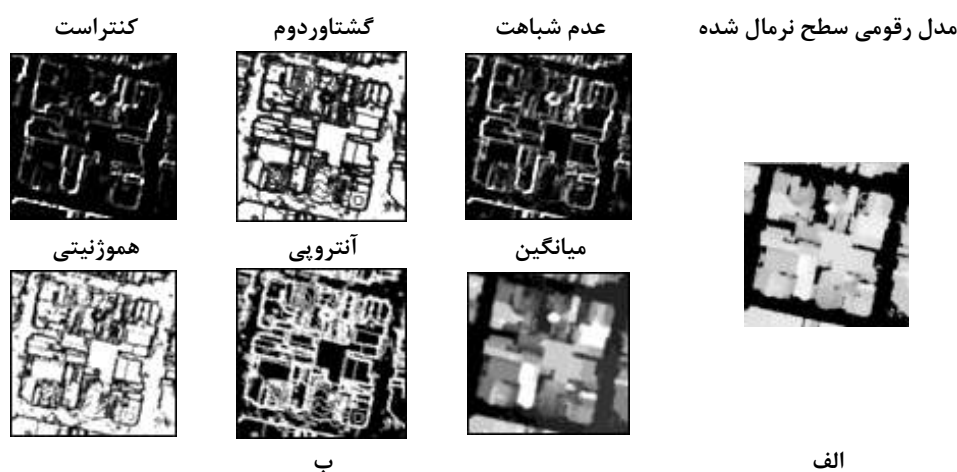 مدل رقومی سطح نرمال شده
عدم شباهت
گشتاوردوم
کنتراست
میانگین
آنتروپی
هموژنیتی
الف
ب